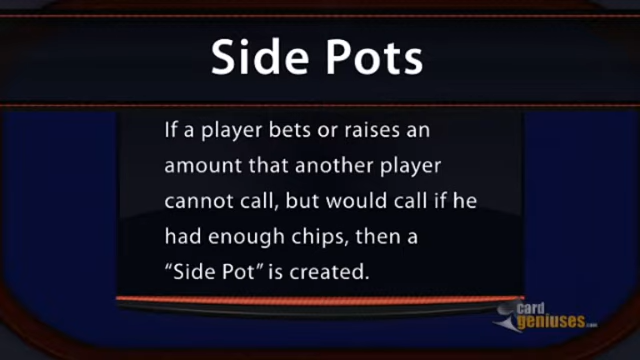 Side Pots
If a player bets or raises an
amount that another player
cannot call, but would call if he
had enough chips, then a
“Side Pot” is created.
card
geniuses.com